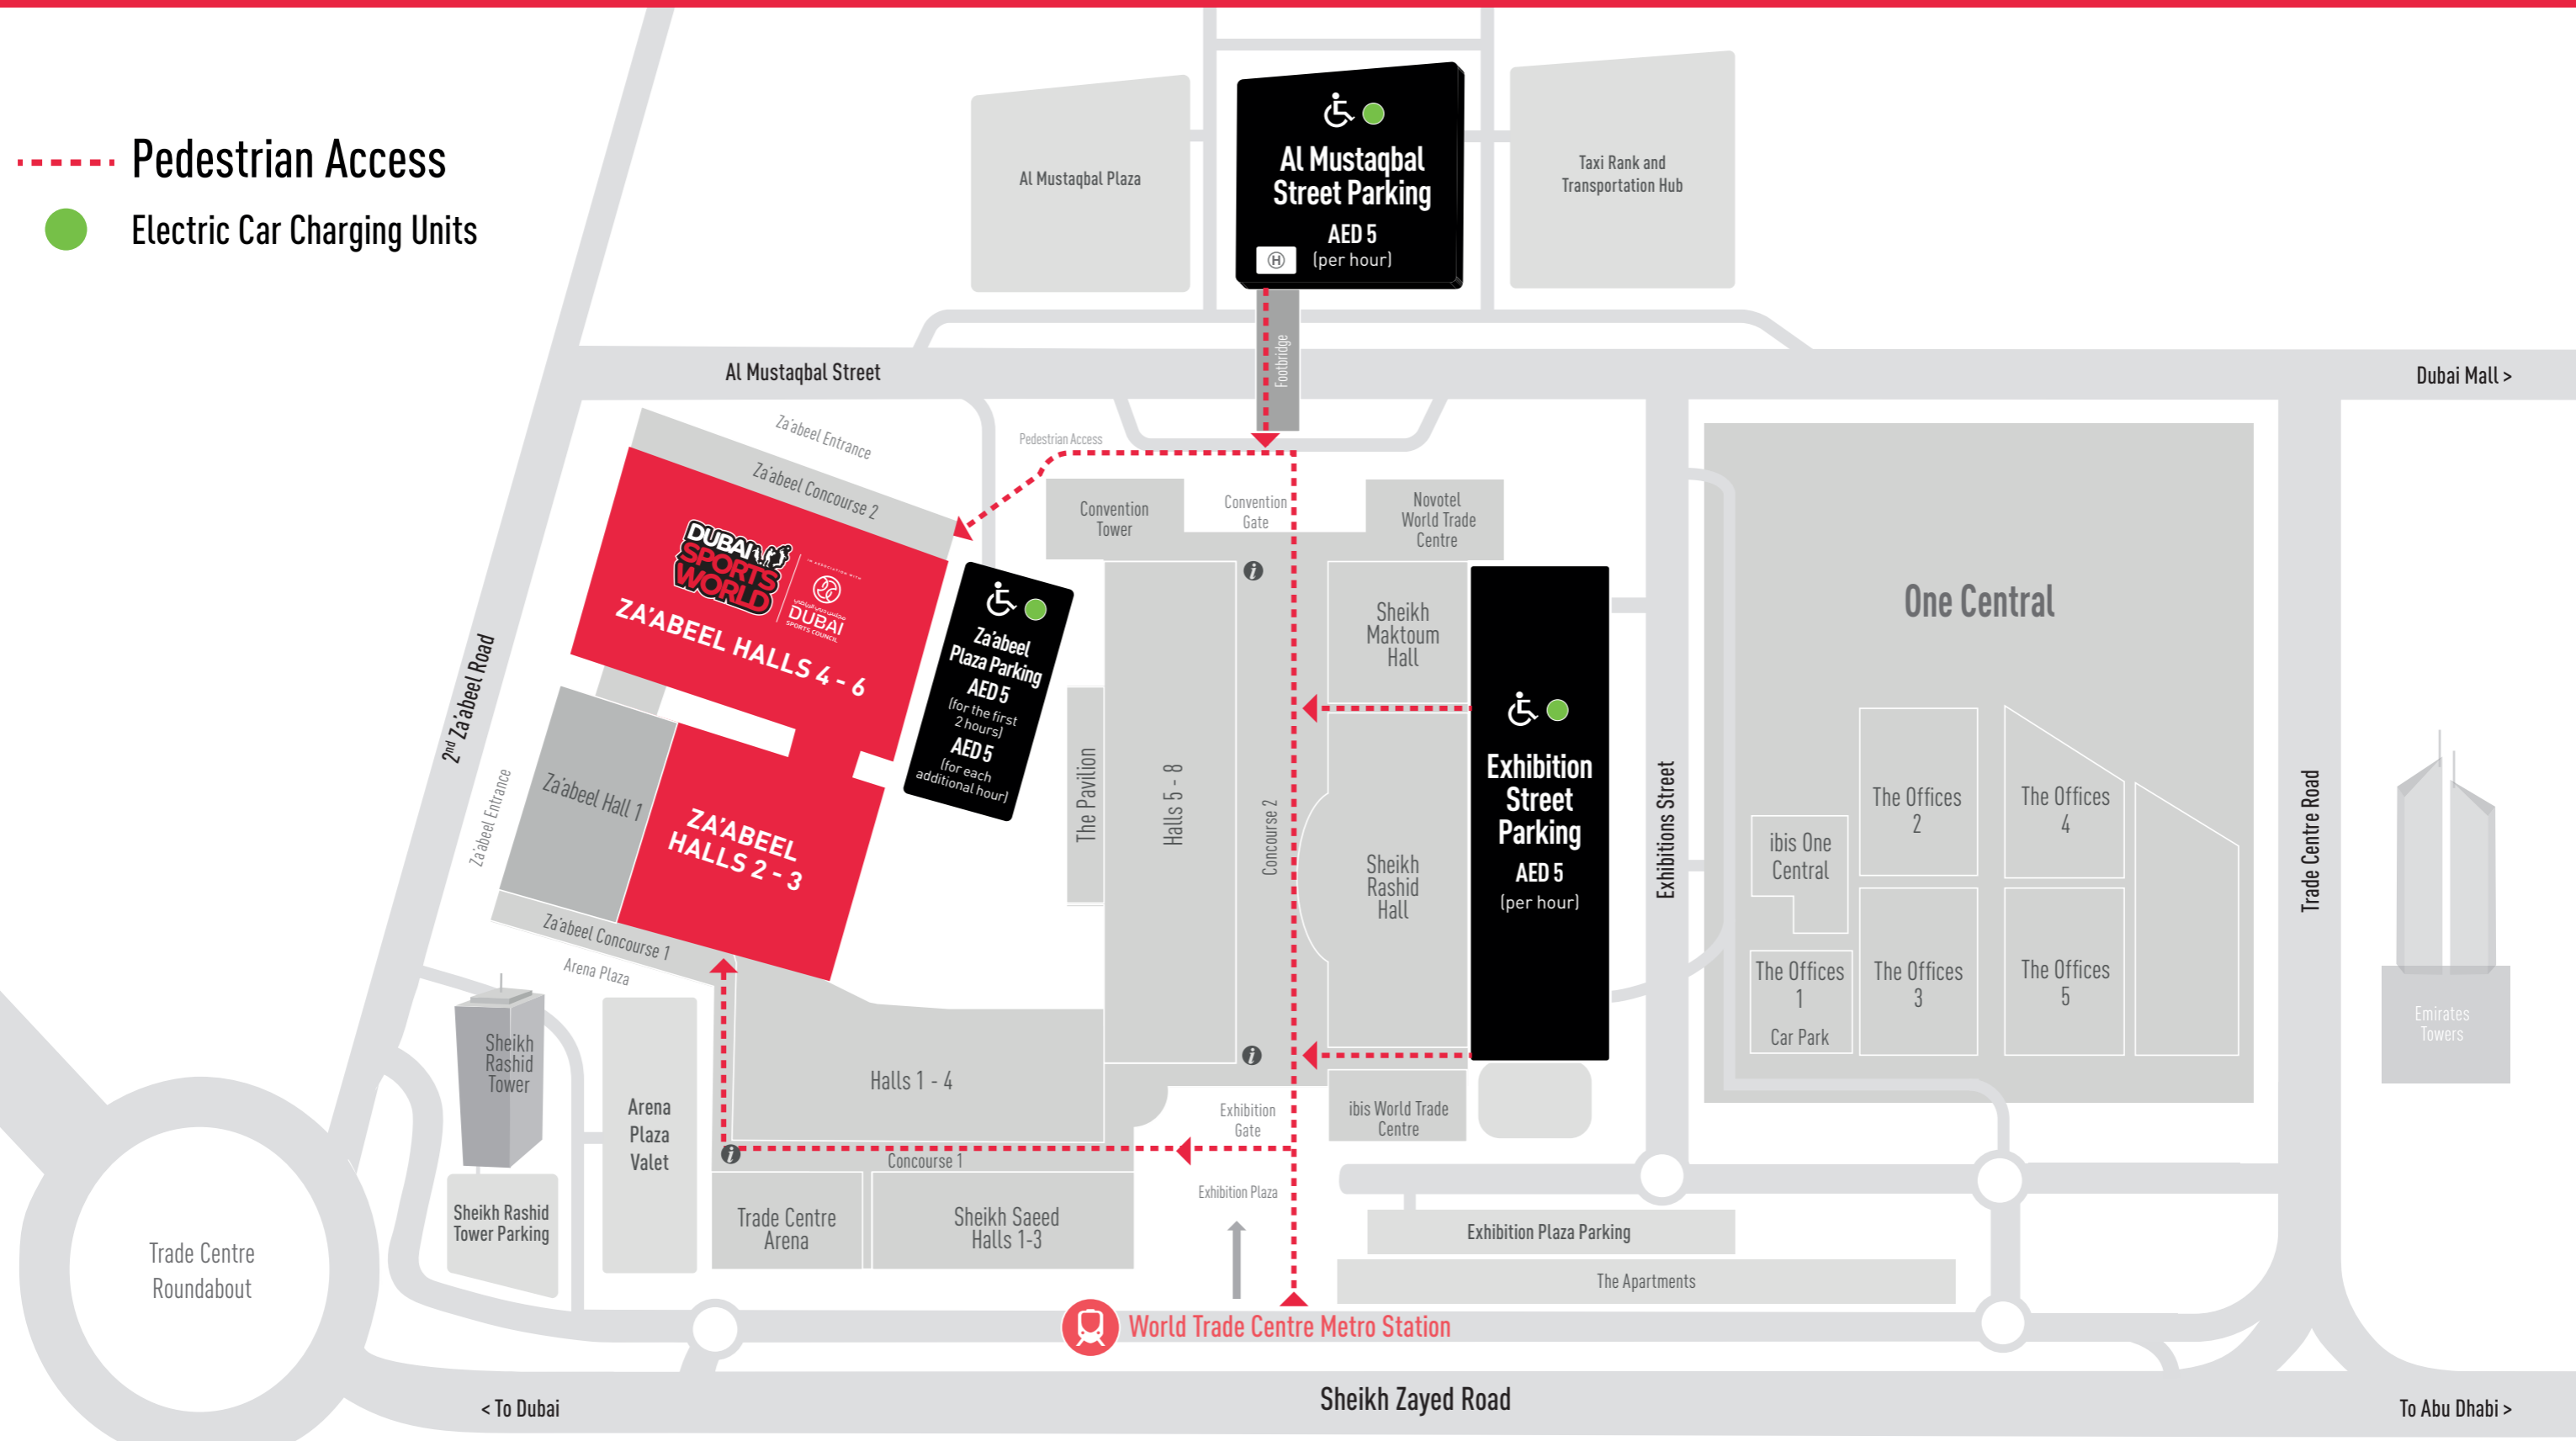 Pedestrian Access
Electric Car Charging Units
Al Mustaqbal Plaza
Al Mustaqbal
Street Parking
AED 5
(per hour)
H
Taxi Rank and
Transportation Hub
Footbridge
Al Mustaqbal Street
Dubai Mall >
Za'abeel Entrance
Za'abeel Concourse 2
Pedestrian Access
Convention
Tower
Convention
Gate
Novotel
World Trade
Centre
DUBAI
SPORTS
WORLD
IN ASSOCIATION WITH
DUBAI
SPORTS COUNCIL
ZA'ABEEL HALLS 4 - 6
Za'abeel
Plaza Parking
AED 5
(for the first
2 hours)
AED 5
(for each
additional hour)
2nd Za'abeel Road
Za'abeel Entrance
Za'abeel Hall 1
ZA'ABEEL
HALLS 2 - 3
Za'abeel Concourse 1
Arena Plaza
The Pavilion
Halls 5 - 8
i
Concourse 2
i
Sheikh
Maktoum
Hall
Sheikh
Rashid
Hall
Exhibition
Street
Parking
AED 5
(per hour)
Exhibitions Street
One Central
ibis One
Central
The Offices
2
The Offices
4
The Offices
1
Car Park
The Offices
3
The Offices
5
Trade Centre Road
Emirates
Towers
Sheikh
Rashid
Tower
Sheikh Rashid
Tower Parking
Arena
Plaza
Valet
Halls 1 - 4
i
Concourse 1
Trade Centre
Arena
Sheikh Saeed
Halls 1-3
Exhibition
Gate
Exhibition Plaza
ibis World Trade
Centre
Exhibition Plaza Parking
The Apartments
Trade Centre
Roundabout
World Trade Centre Metro Station
< To Dubai
Sheikh Zayed Road
To Abu Dhabi >